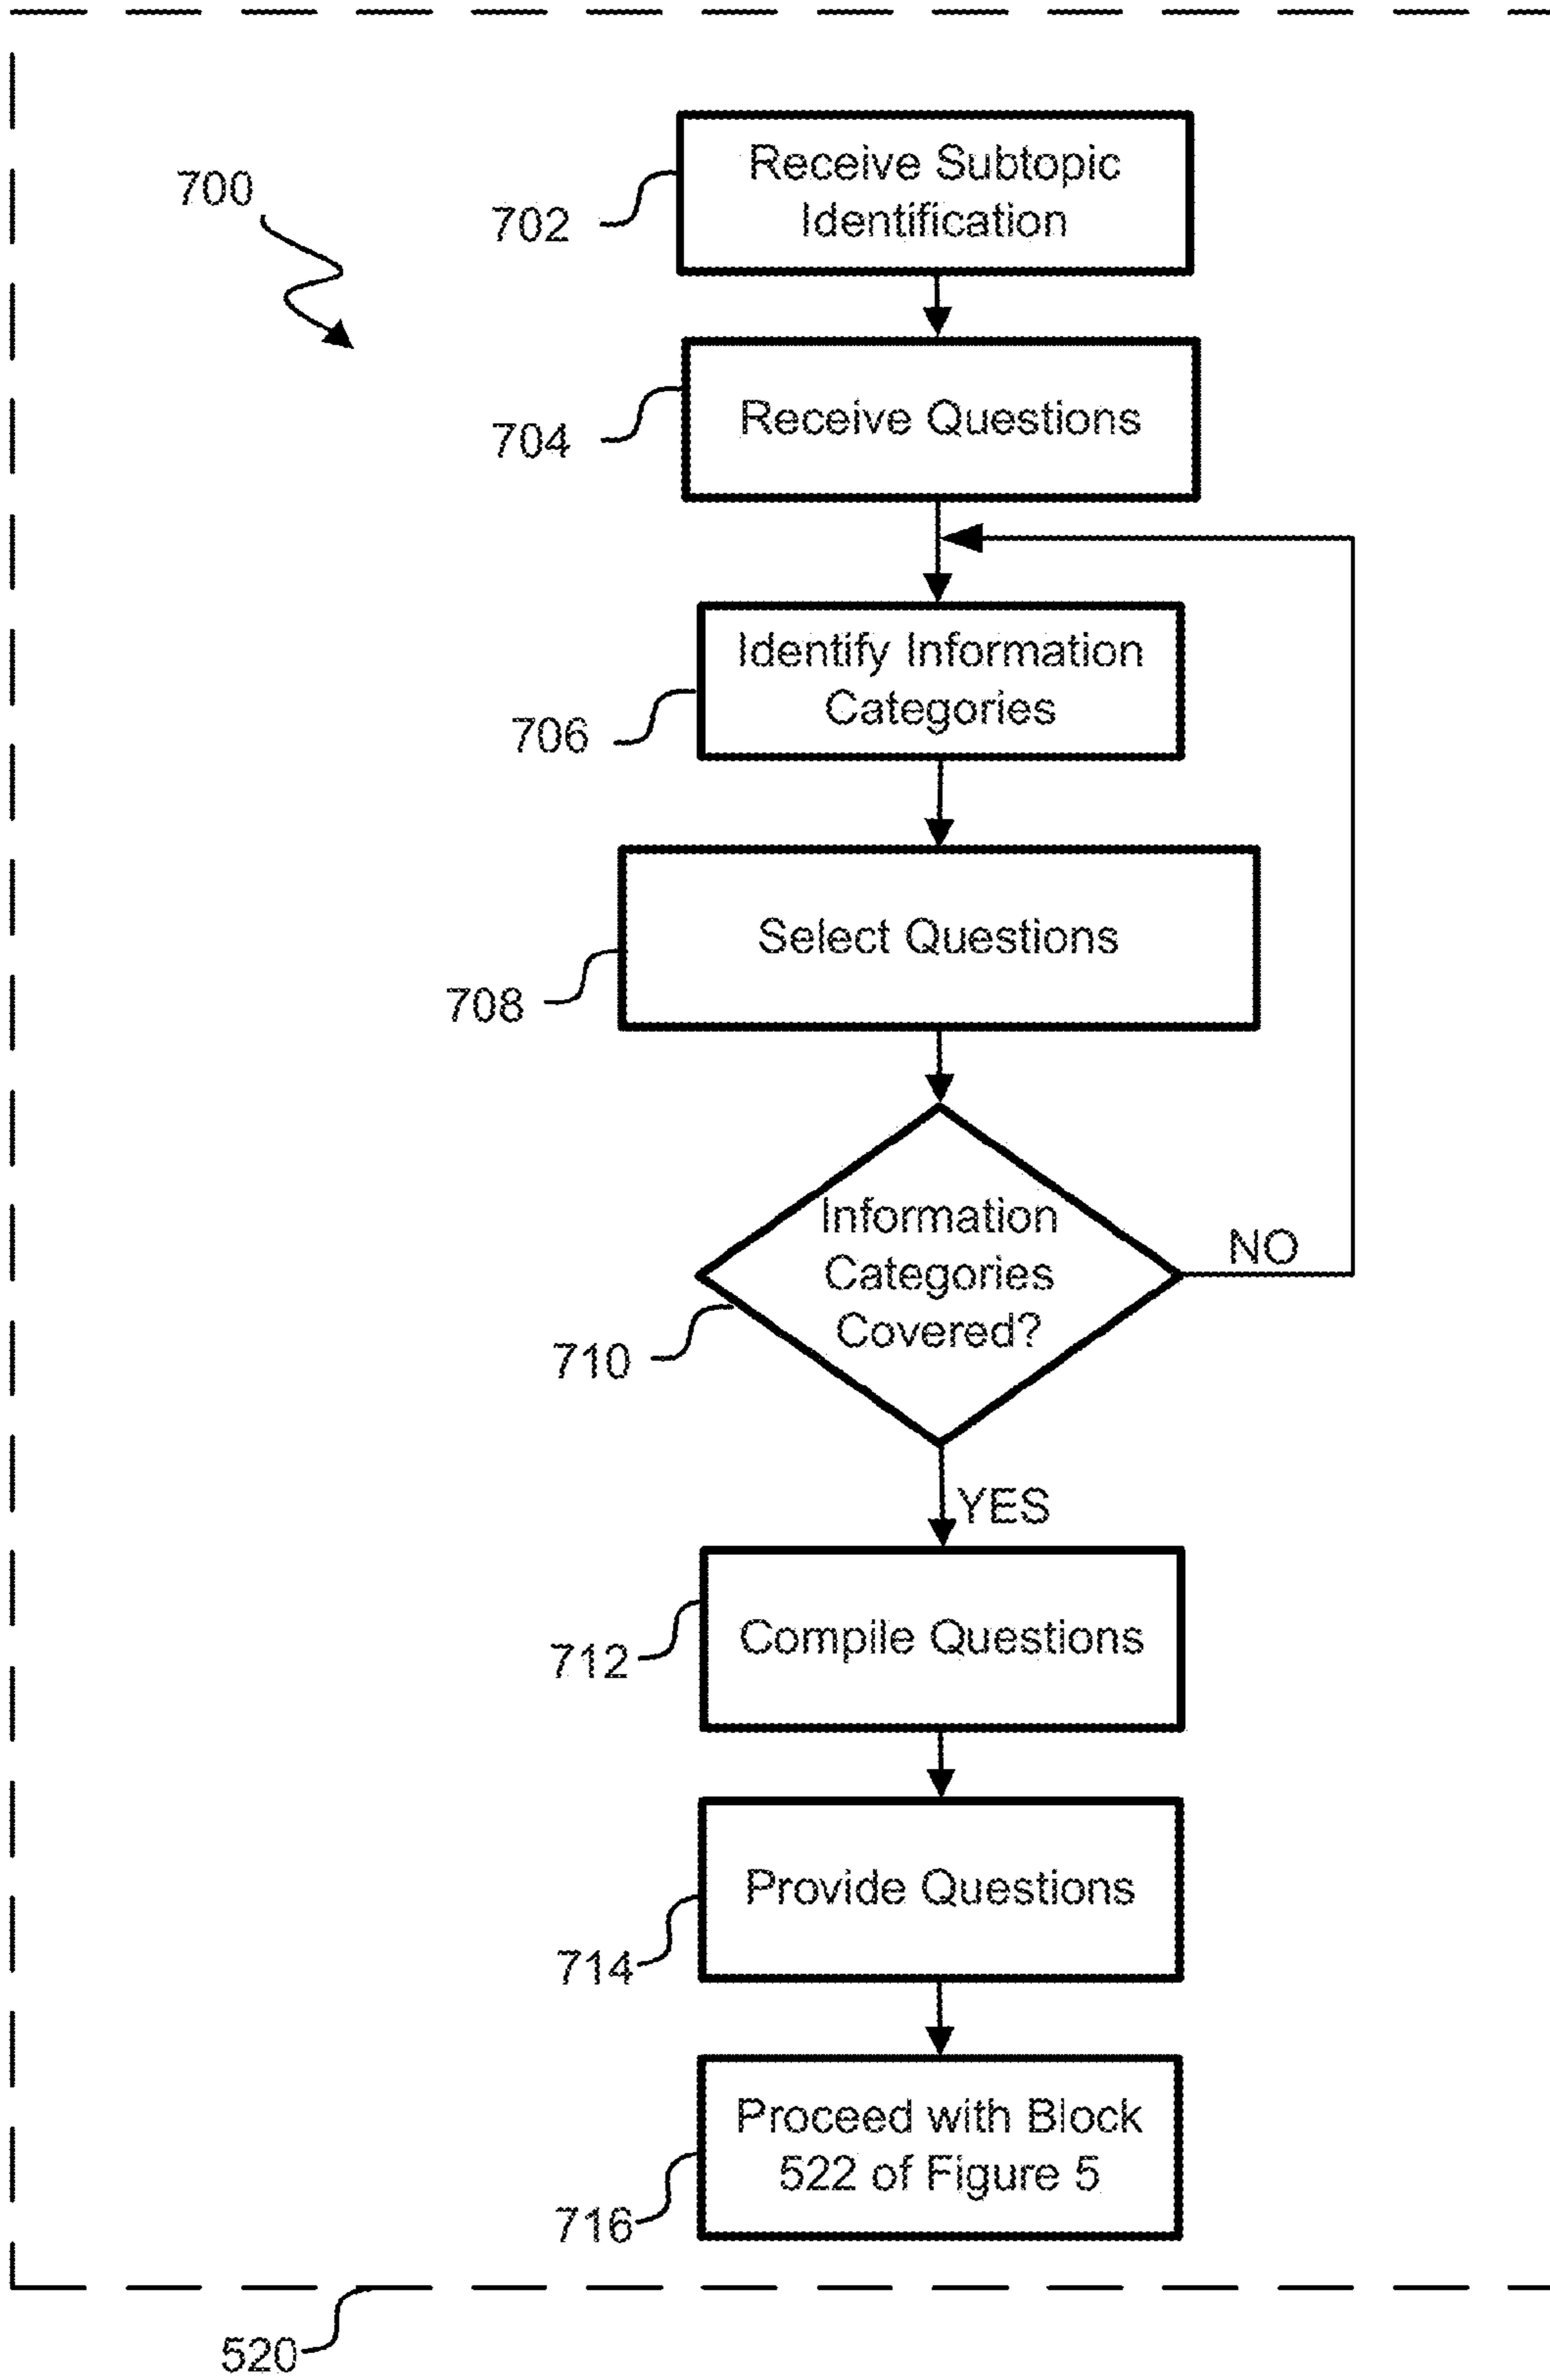 700
702
Receive Subtopic
Identification
704
Receive Questions
706
Identify Information
Categories
708
Select Questions
710
Information
Categories
Covered?
NO
YES
712
Compile Questions
714
Provide Questions
716
Proceed with Block
522 of Figure 5
520